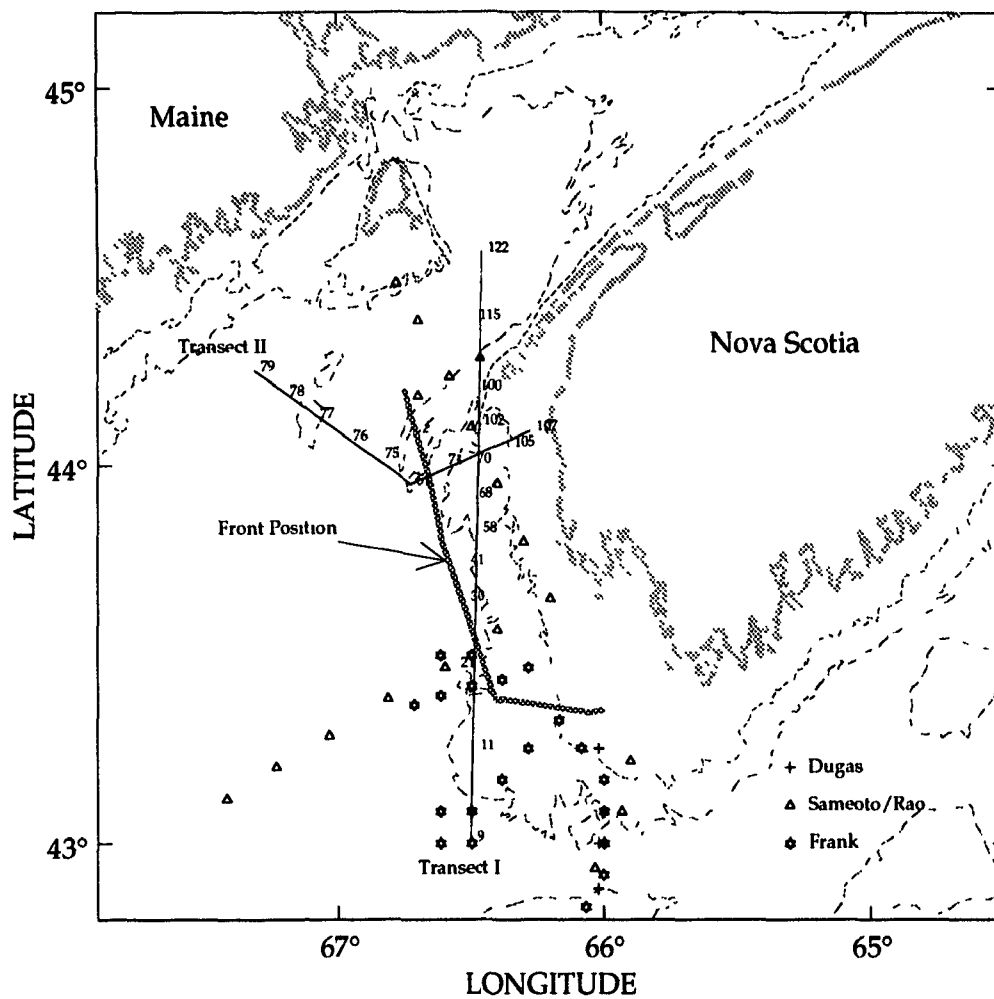 45°
Maine
122
115
Transect II
Nova Scotia
79
78
100
77
102
107
76
105
75
70
44°
LATITUDE
68
Front Position
58
30
11
+ Dugas
Sameoto/Rao
Frank
43°
9
Transect I
67°
66°
65°
LONGITUDE